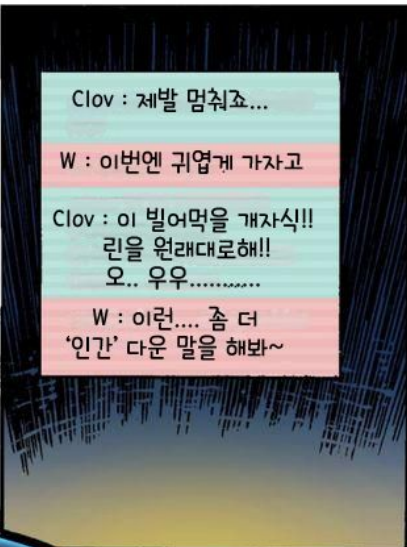 Clov : 제발 멈춰죠...
W : 이번엔 귀엽게 가자고
Clov : 이 빌어먹을 개자식!!
린을 원래대로해!!
오.. 우우...........
W : 이런.... 좀 더
‘인간’ 다운 말을 해봐~